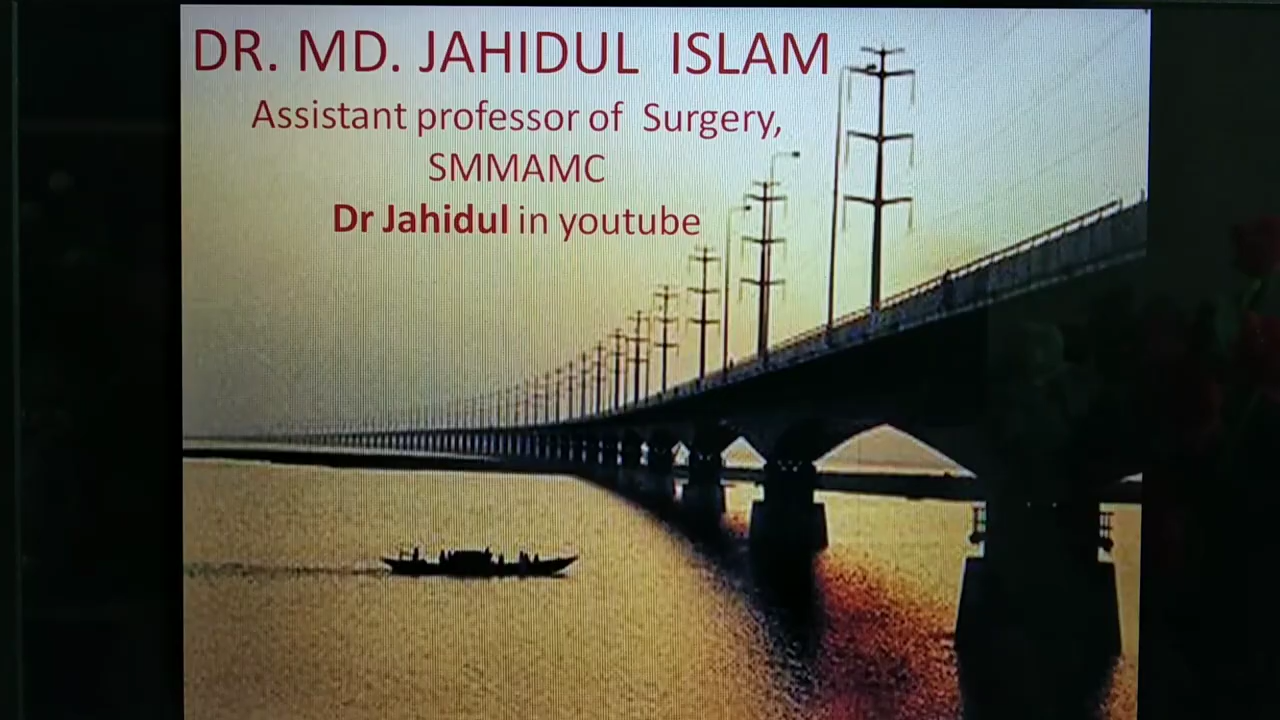 DR. MD. JAHIDUL ISLAM
Assistant professor of Surgery,
SMMAMC
Dr Jahidul in youtube